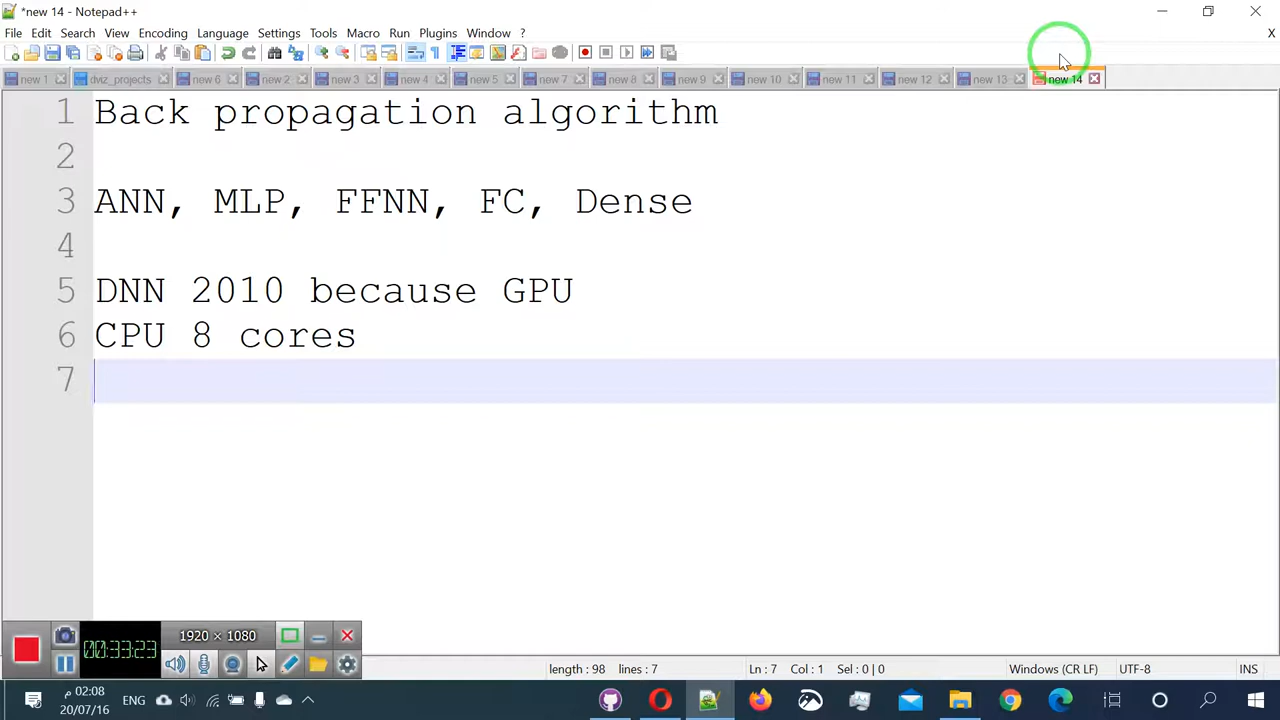 *new 14 - Notepad++
File Edit Search View Encoding Language Settings Tools Macro Run Plugins Window ? X
new 1 dviz_projects new 6 new 2 new 3 new 4 new 5 new 7 new 8 new 9 new 10 new 11 new 12 new 13 new 14
1 Back propagation algorithm
2
3 ANN, MLP, FFNN, FC, Dense
4
5 DNN 2010 because GPU
6 CPU 8 cores
7
1920 × 1080
00:33:23
length : 98 lines : 7 Ln : 7 Col : 1 Sel : 0 | 0 Windows (CR LF) UTF-8 INS
02:08 م ENG
20/07/16